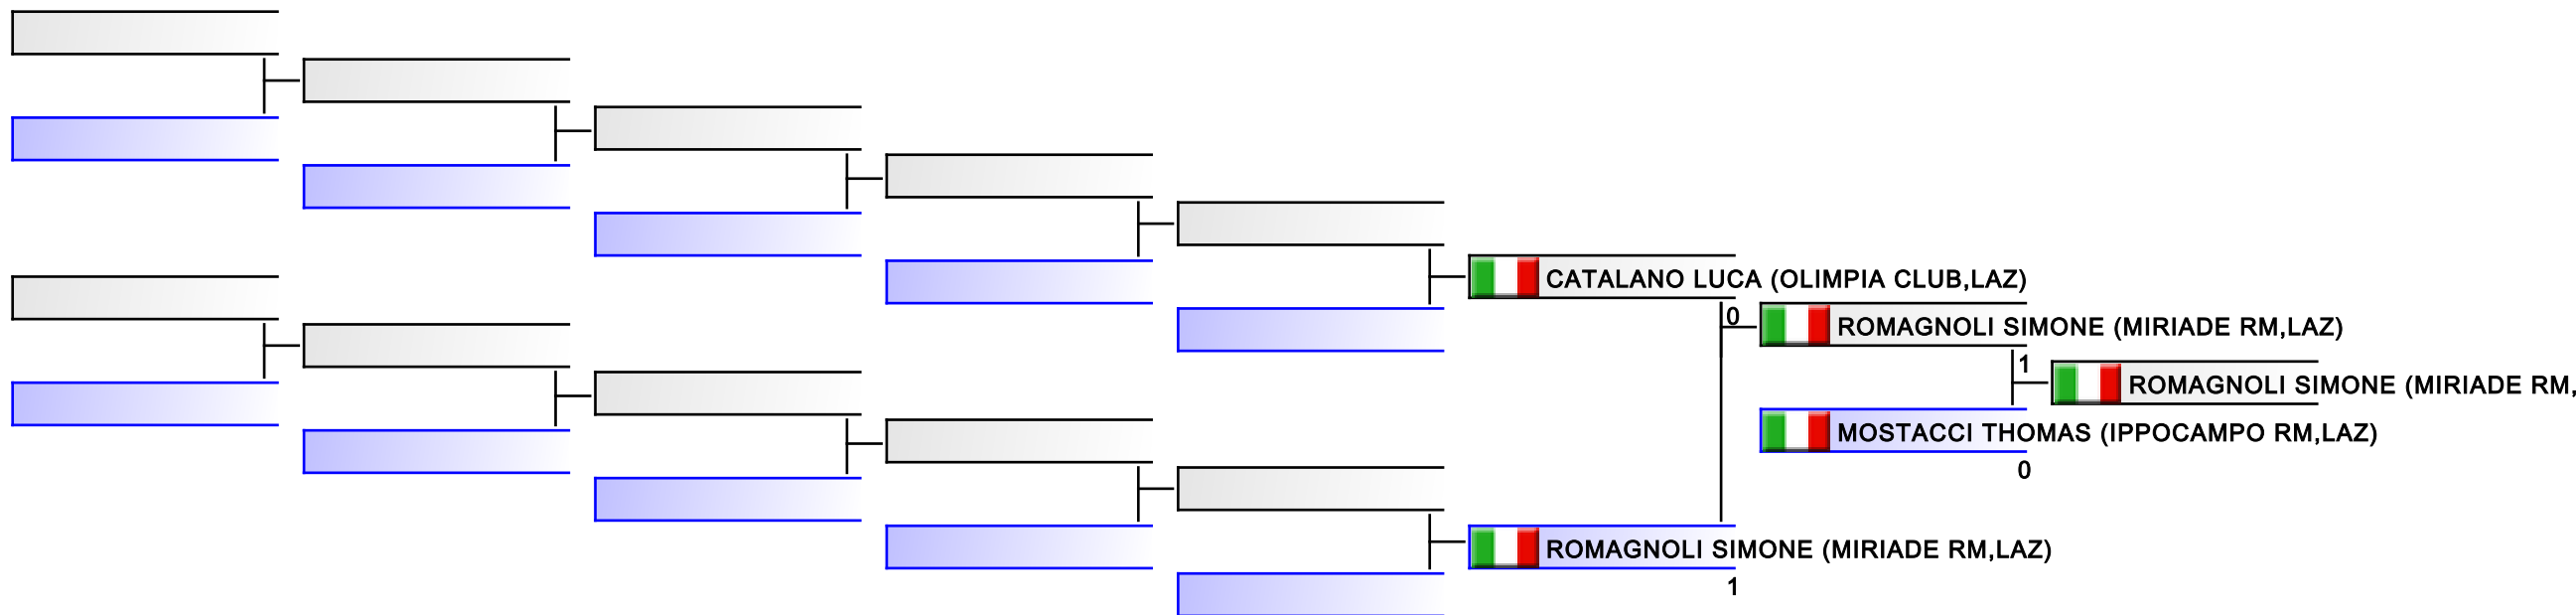 CATALANO LUCA (OLIMPIA CLUB,LAZ)
0
ROMAGNOLI SIMONE (MIRIADE RM,LAZ)
1
ROMAGNOLI SIMONE (MIRIADE RM,
MOSTACCI THOMAS (IPPOCAMPO RM,LAZ)
0
ROMAGNOLI SIMONE (MIRIADE RM,LAZ)
1